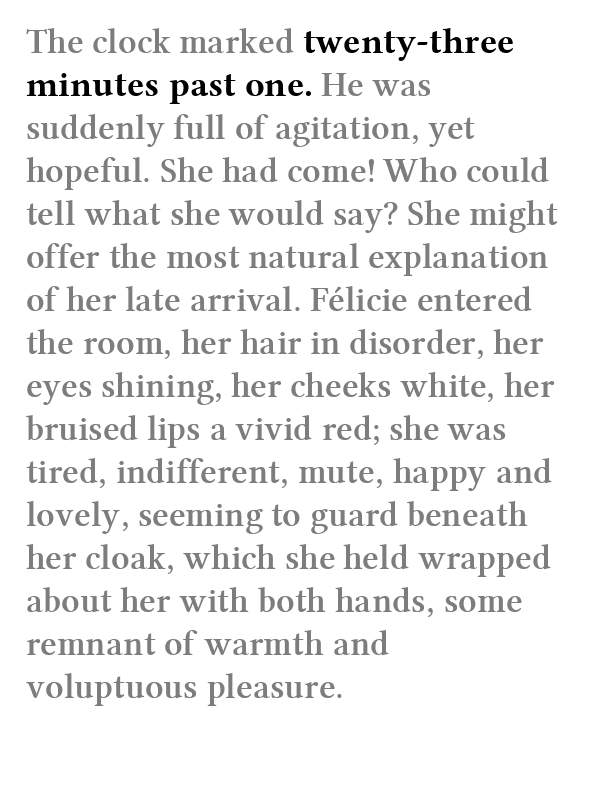 The clock marked twenty-three
minutes past one. He was
suddenly full of agitation, yet
hopeful. She had come! Who could
tell what she would say? She might
offer the most natural explanation
of her late arrival. Félicie entered
the room, her hair in disorder, her
eyes shining, her cheeks white, her
bruised lips a vivid red; she was
tired, indifferent, mute, happy and
lovely, seeming to guard beneath
her cloak, which she held wrapped
about her with both hands, some
remnant of warmth and
voluptuous pleasure.